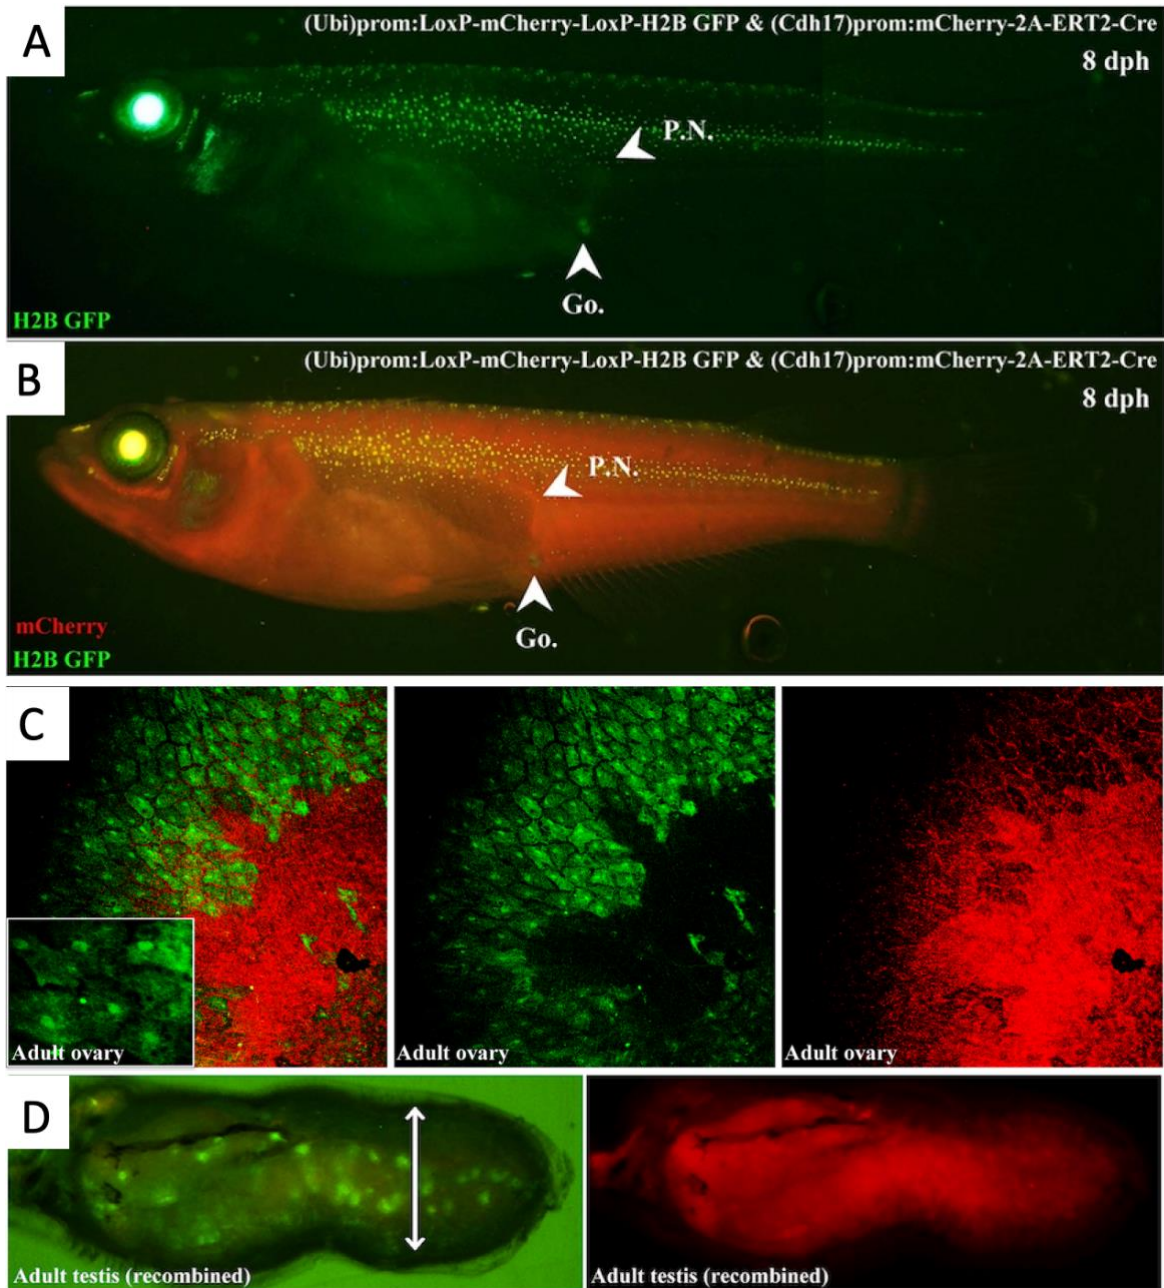 A
(Ubi)prom:LoxP-mCherry-LoxP-H2B GFP & (Cdh17)prom:mCherry-2A-ERT2-Cre
8 dph
P.N.
Go.
H2B GFP
B
(Ubi)prom:LoxP-mCherry-LoxP-H2B GFP & (Cdh17)prom:mCherry-2A-ERT2-Cre
8 dph
P.N.
Go.
mCherry
H2B GFP
C
Adult ovary
Adult ovary
Adult ovary
D
Adult testis (recombined)
Adult testis (recombined)